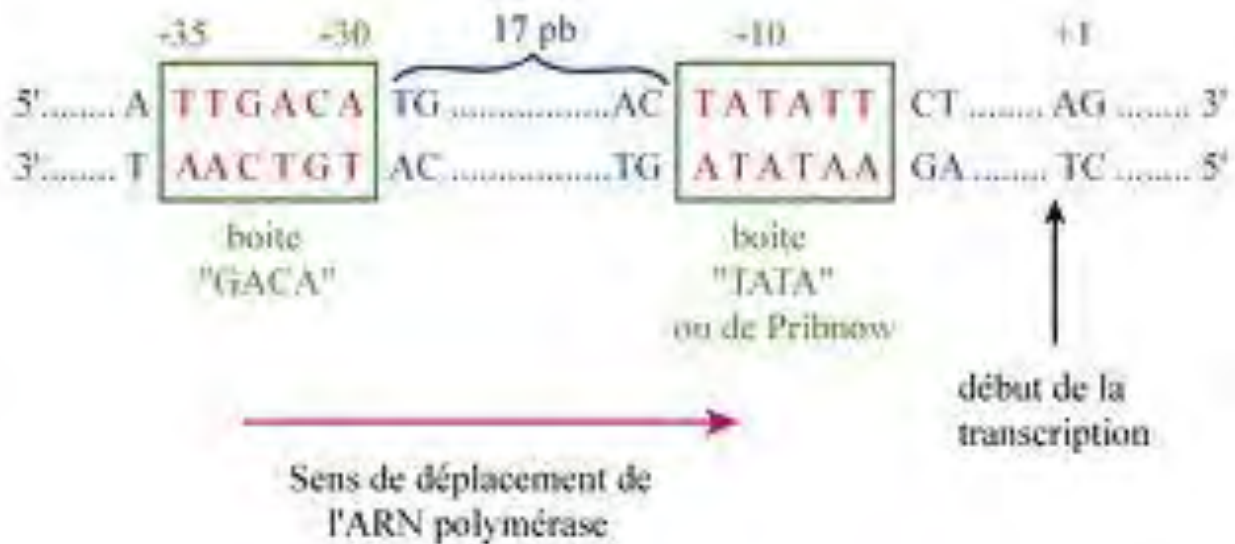 -35 -30 17 pb -10 +1
5'........ A TTGACA TG ....................AC TATATT CT ......... AG ........ 3'
3'........ T AACTGT AC ....................TG ATATAA GA ......... TC ........ 5'
boite boite
"GACA" "TATA"
ou de Pribnow
début de la
transcription
Sens de déplacement de
l'ARN polymérase